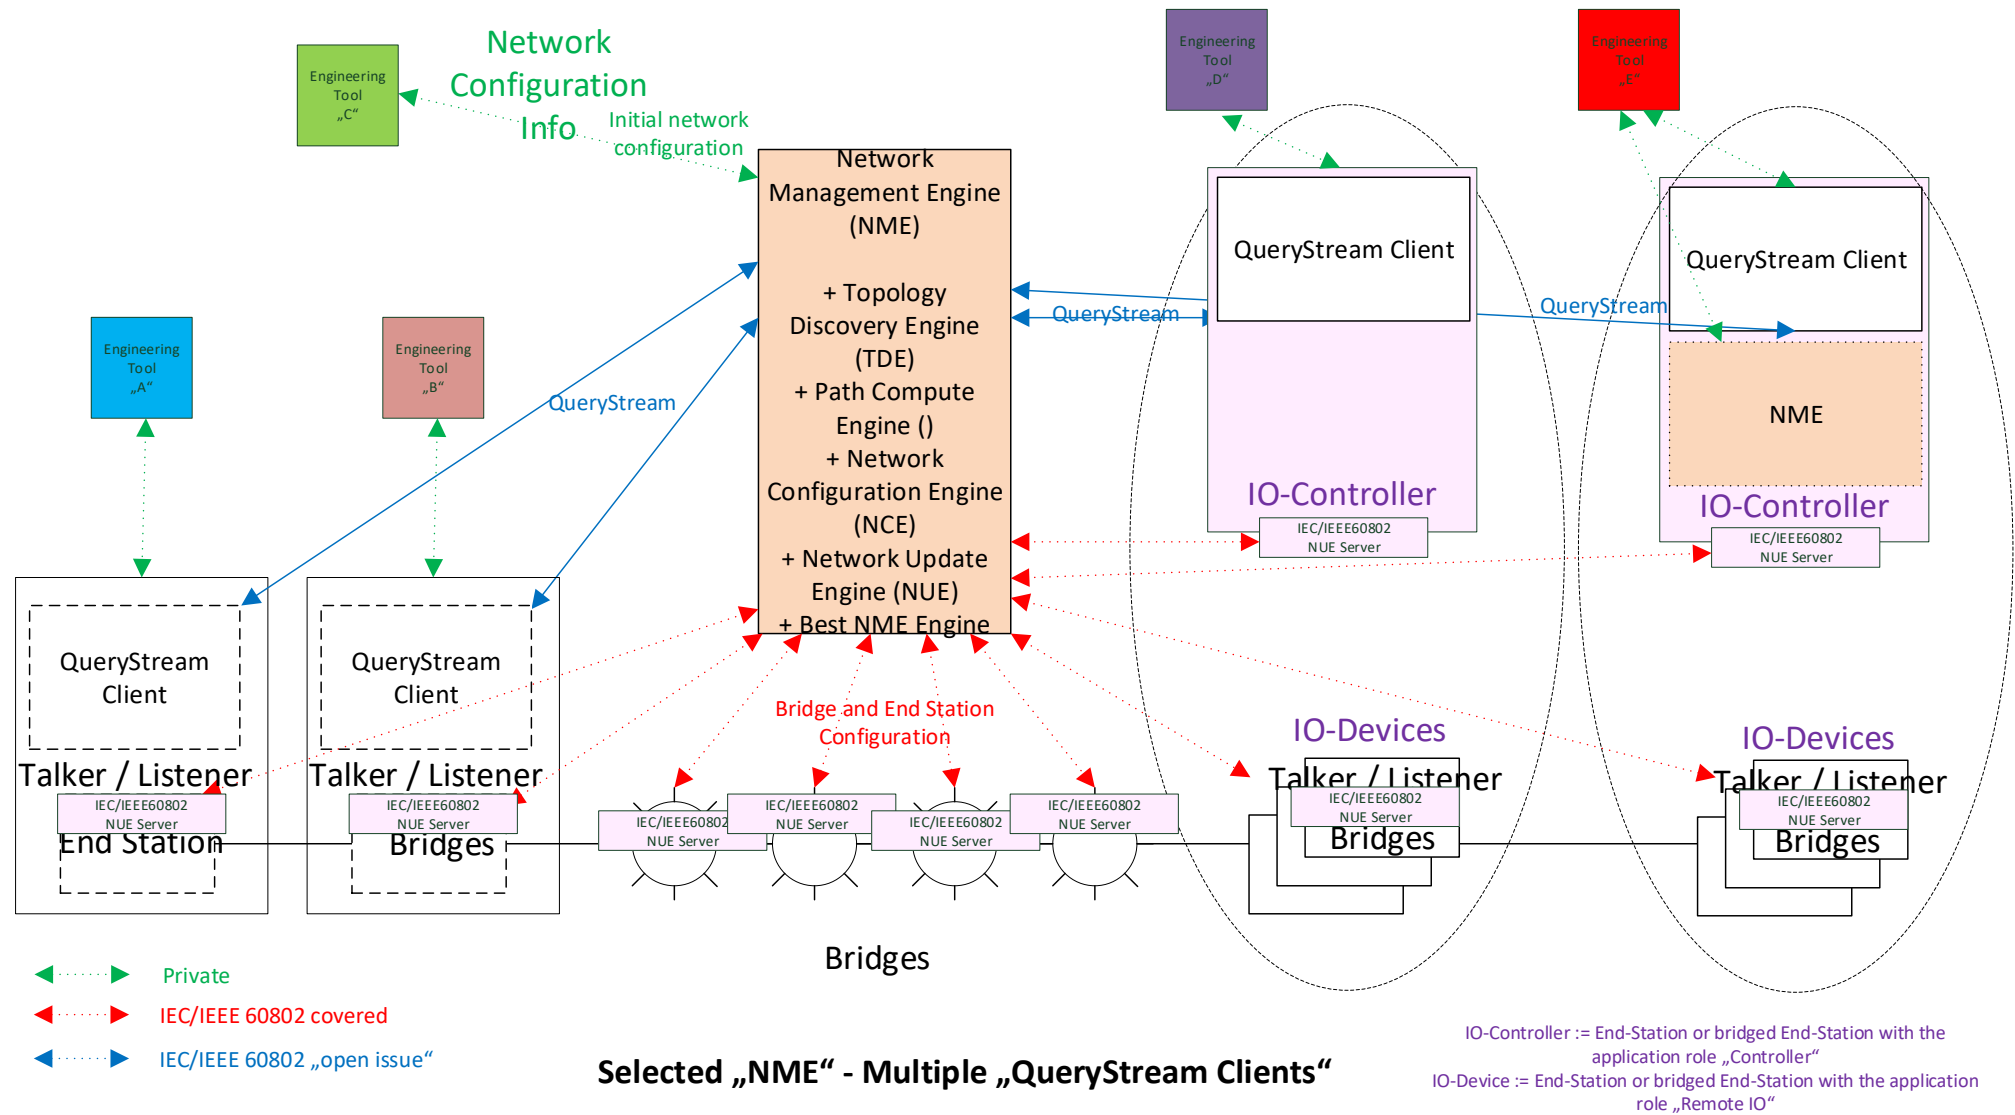 Network
Configuration
Info
Initial network
configuration
Engineering
Tool
„C“
Engineering
Tool
„D“
Engineering
Tool
„E“
Engineering
Tool
„A“
Engineering
Tool
„B“
Network
Management Engine
(NME)
+ Topology
Discovery Engine
(TDE)
+ Path Compute
Engine ()
+ Network
Configuration Engine
(NCE)
+ Network Update
Engine (NUE)
+ Best NME Engine
QueryStream Client
QueryStream Client
QueryStream
QueryStream
QueryStream
NME
IO-Controller
IEC/IEEE60802
NUE Server
IO-Controller
IEC/IEEE60802
NUE Server
QueryStream
Client
QueryStream
Client
Talker / Listener
IEC/IEEE60802
NUE Server
End Station
Talker / Listener
IEC/IEEE60802
NUE Server
Bridges
Bridge and End Station
Configuration
IEC/IEEE60802
NUE Server
IEC/IEEE60802
NUE Server
IEC/IEEE60802
NUE Server
IEC/IEEE60802
NUE Server
Bridges
IO-Devices
Talker / Listener
IEC/IEEE60802
NUE Server
Bridges
IO-Devices
Talker / Listener
IEC/IEEE60802
NUE Server
Bridges
Private
IEC/IEEE 60802 covered
IEC/IEEE 60802 „open issue“
Selected „NME“ - Multiple „QueryStream Clients“
IO-Controller := End-Station or bridged End-Station with the
application role „Controller“
IO-Device := End-Station or bridged End-Station with the application
role „Remote IO“